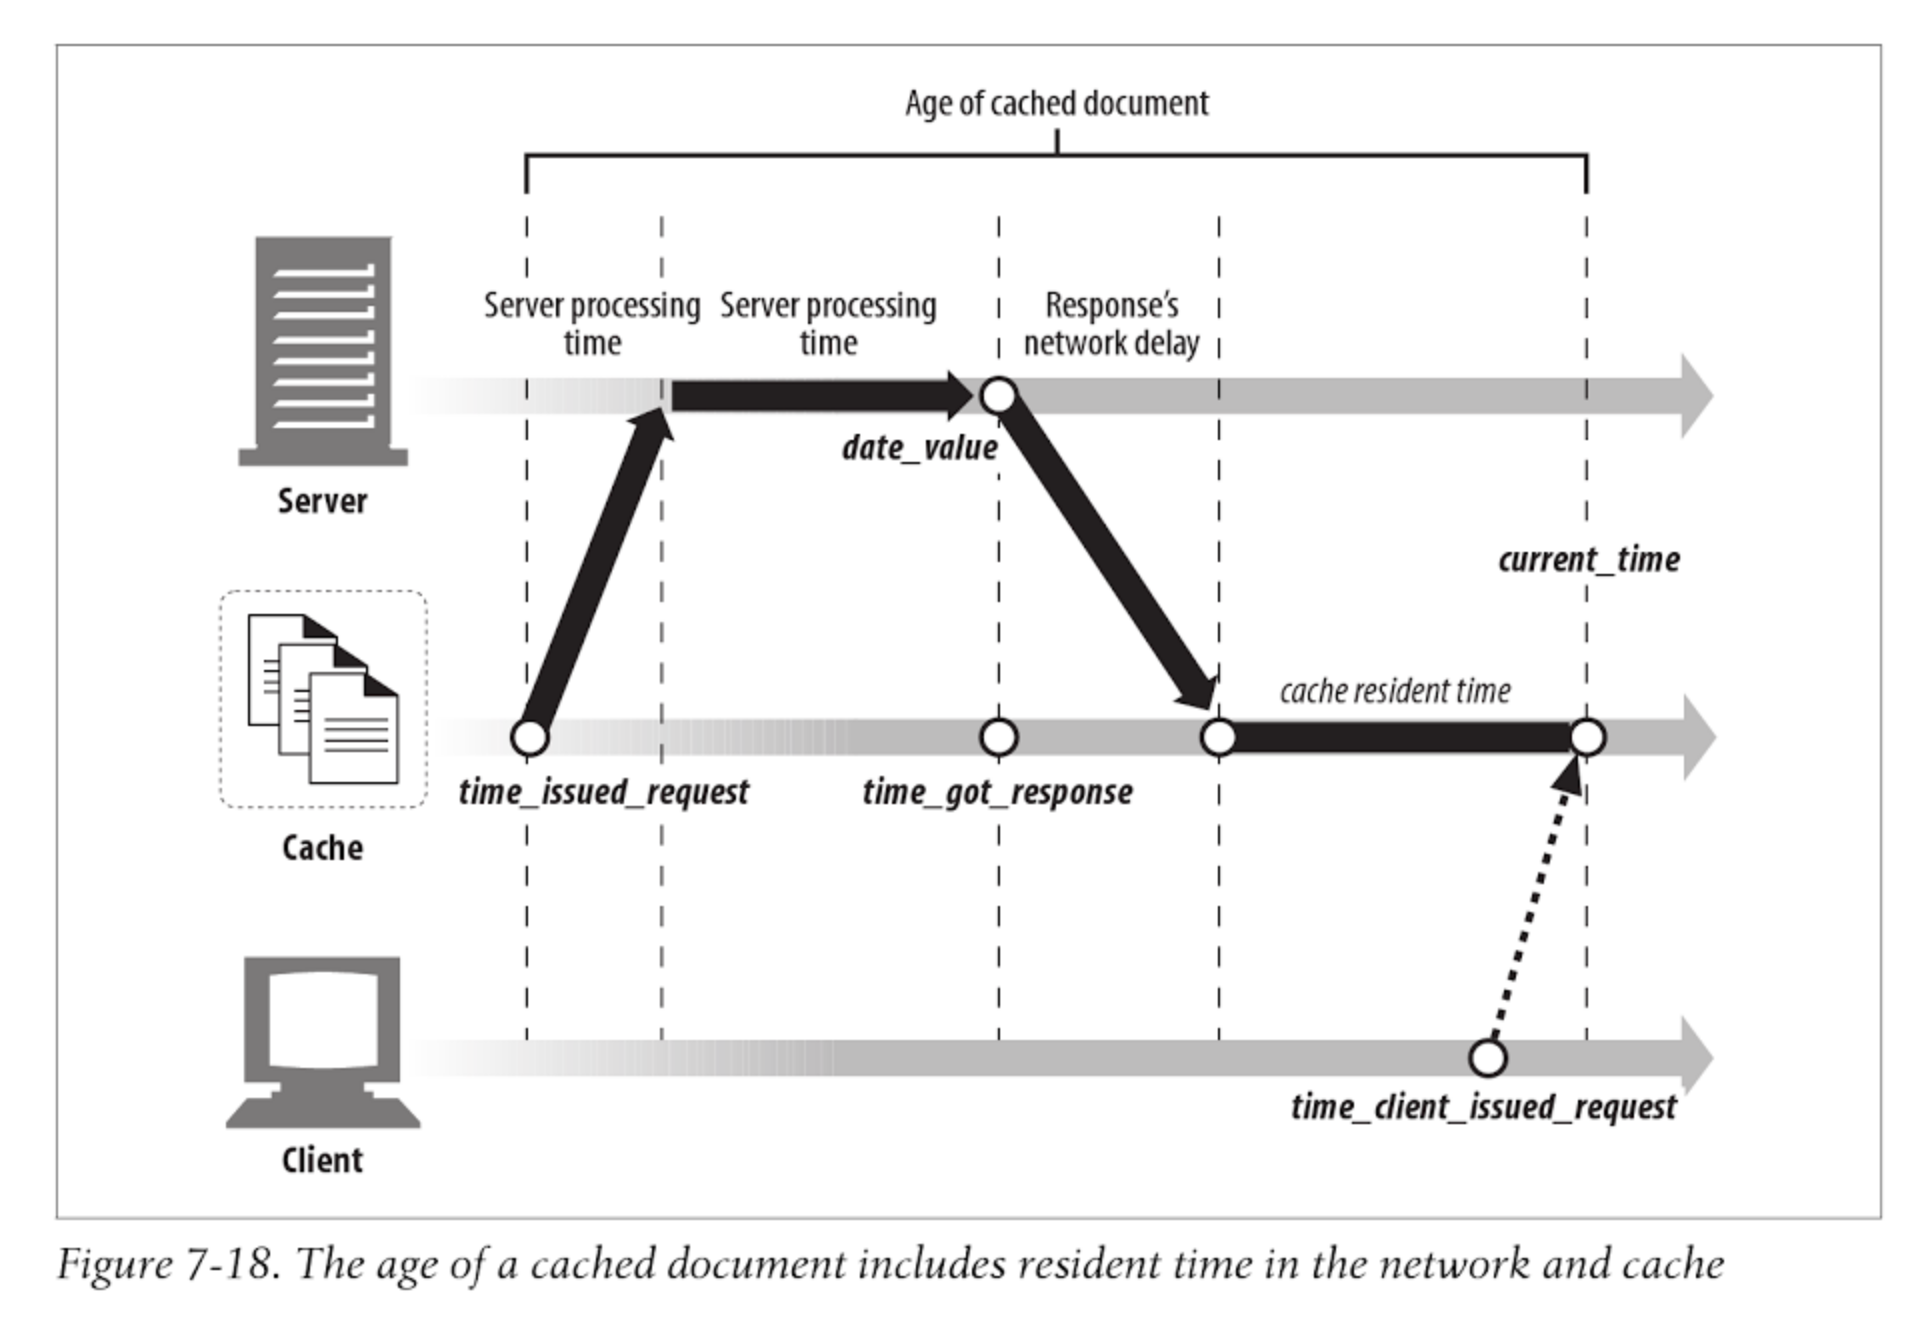 Age of cached document
Server processing
time
Server processing
time
Response's
network delay
date_value
Server
current_time
cache resident time
time_issued_request
time_got_response
Cache
time_client_issued_request
Client
Figure 7-18. The age of a cached document includes resident time in the network and cache